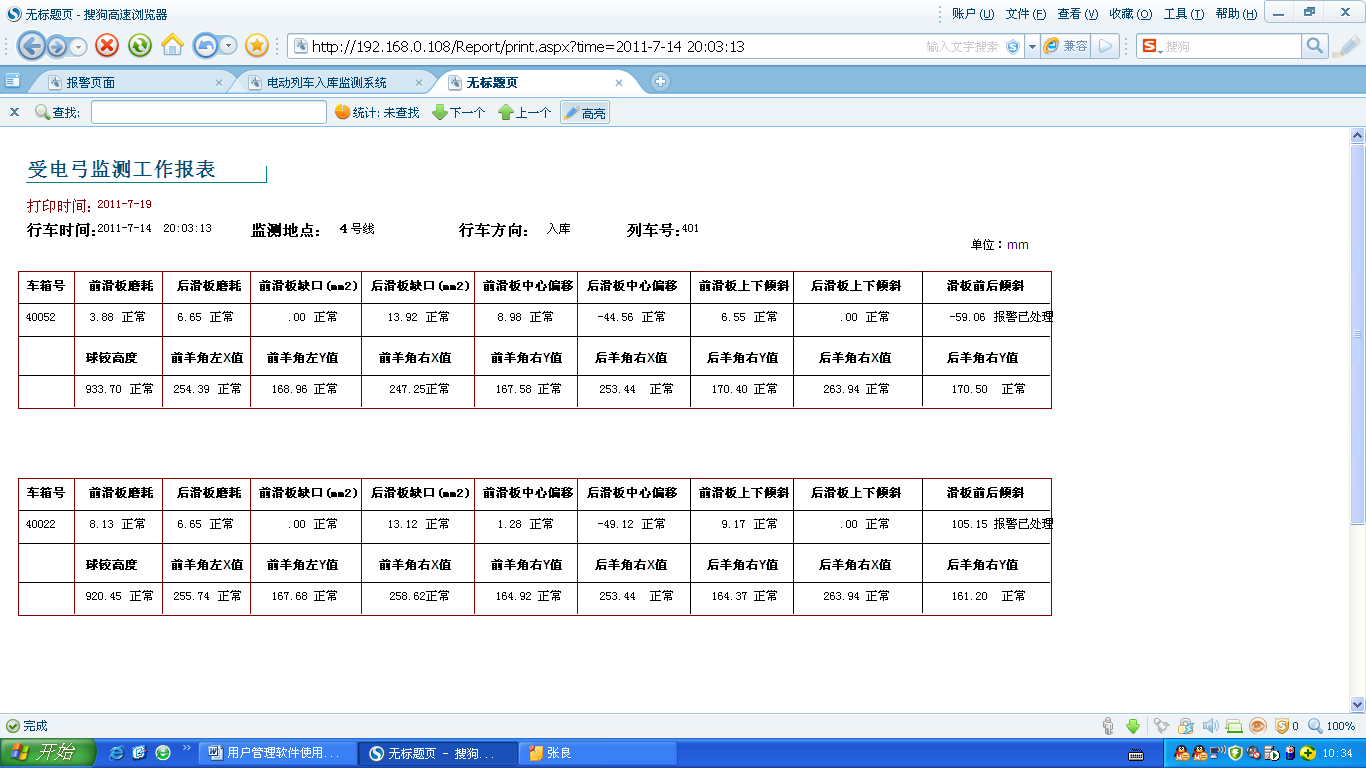 无标题页 - 搜狗高速浏览器
账户(U) 文件(F) 查看(V) 收藏(O) 工具(T) 帮助(H)
http://192.168.0.108/Report/print.aspx?time=2011-7-14 20:03:13 输入文字搜索 兼容 搜狗
报警页面 电动列车入库监测系统 无标题页
查找: 统计: 未查找 下一个 上一个 高亮
受电弓监测工作报表
打印时间: 2011-7-19
行车时间:2011-7-14 20:03:13 监测地点: 4号线 行车方向: 入库 列车号:401
单位:mm
车箱号 前滑板磨耗 后滑板磨耗 前滑板缺口(mm2) 后滑板缺口(mm2) 前滑板中心偏移 后滑板中心偏移 前滑板上下倾斜 后滑板上下倾斜 滑板前后倾斜
40052 3.88 正常 6.65 正常 .00 正常 13.92 正常 8.98 正常 -44.56 正常 6.55 正常 .00 正常 -59.06 报警已处理
球铰高度 前羊角左X值 前羊角左Y值 前羊角右X值 前羊角右Y值 后羊角右X值 后羊角右Y值 后羊角右X值 后羊角右Y值
933.70 正常 254.39 正常 168.96 正常 247.25正常 167.58 正常 253.44 正常 170.40 正常 263.94 正常 170.50 正常
车箱号 前滑板磨耗 后滑板磨耗 前滑板缺口(mm2) 后滑板缺口(mm2) 前滑板中心偏移 后滑板中心偏移 前滑板上下倾斜 后滑板上下倾斜 滑板前后倾斜
40022 8.13 正常 6.65 正常 .00 正常 13.12 正常 1.28 正常 -49.12 正常 9.17 正常 .00 正常 105.15 报警已处理
球铰高度 前羊角左X值 前羊角左Y值 前羊角右X值 前羊角右Y值 后羊角右X值 后羊角右Y值 后羊角右X值 后羊角右Y值
920.45 正常 255.74 正常 167.68 正常 258.62正常 164.92 正常 253.44 正常 164.37 正常 263.94 正常 161.20 正常
完成 0 100%
开始 用户管理软件使用... 无标题页 - 搜狗... 张良 10:34